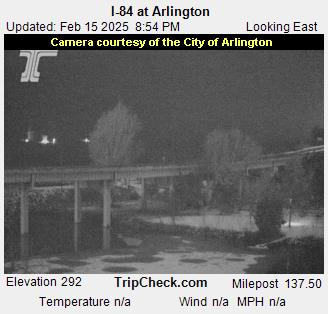 I-84 at Arlington
Updated: Feb 15 2025 8:54 PM Looking East
Camera courtesy of the City of Arlington
Elevation 292 TripCheck.com Milepost 137.50
Temperature n/a Wind n/a MPH n/a